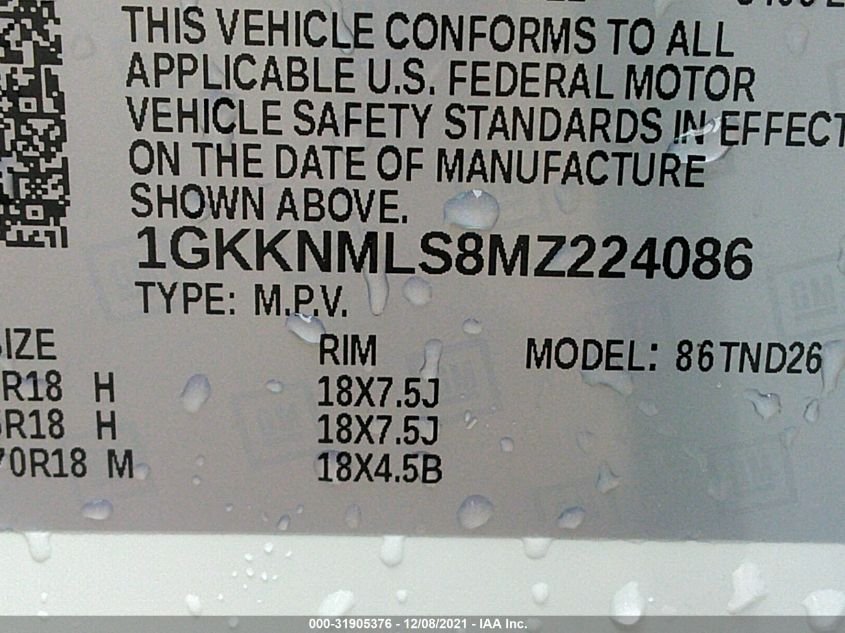 THIS VEHICLE CONFORMS TO ALL
APPLICABLE U.S. FEDERAL MOTOR
VEHICLE SAFETY STANDARDS IN EFFECT
ON THE DATE OF MANUFACTURE
SHOWN ABOVE.
1GKKNMLS8MZ224086
TYPE: M.P.V.
SIZE RIM MODEL: 86TND26
R18 H 18X7.5J
R18 H 18X7.5J
70R18 M 18X4.5B
000-31905376 - 12/08/2021 - IAA Inc.